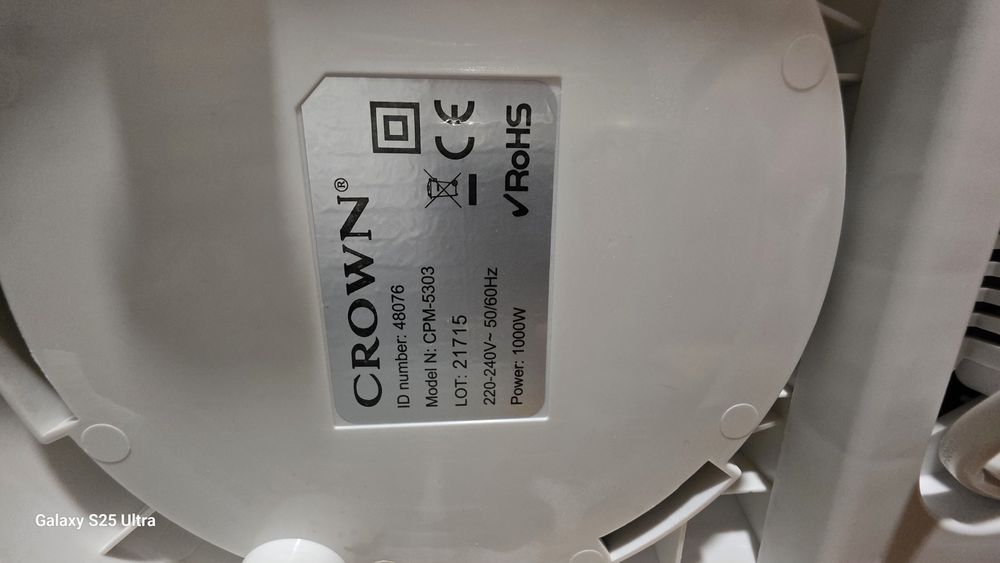 CROWN®
ID number: 48076
Model N: CPM-5303
LOT: 21715
220-240V~ 50/60Hz
Power: 1000W
CE
✓RoHS
Galaxy S25 Ultra